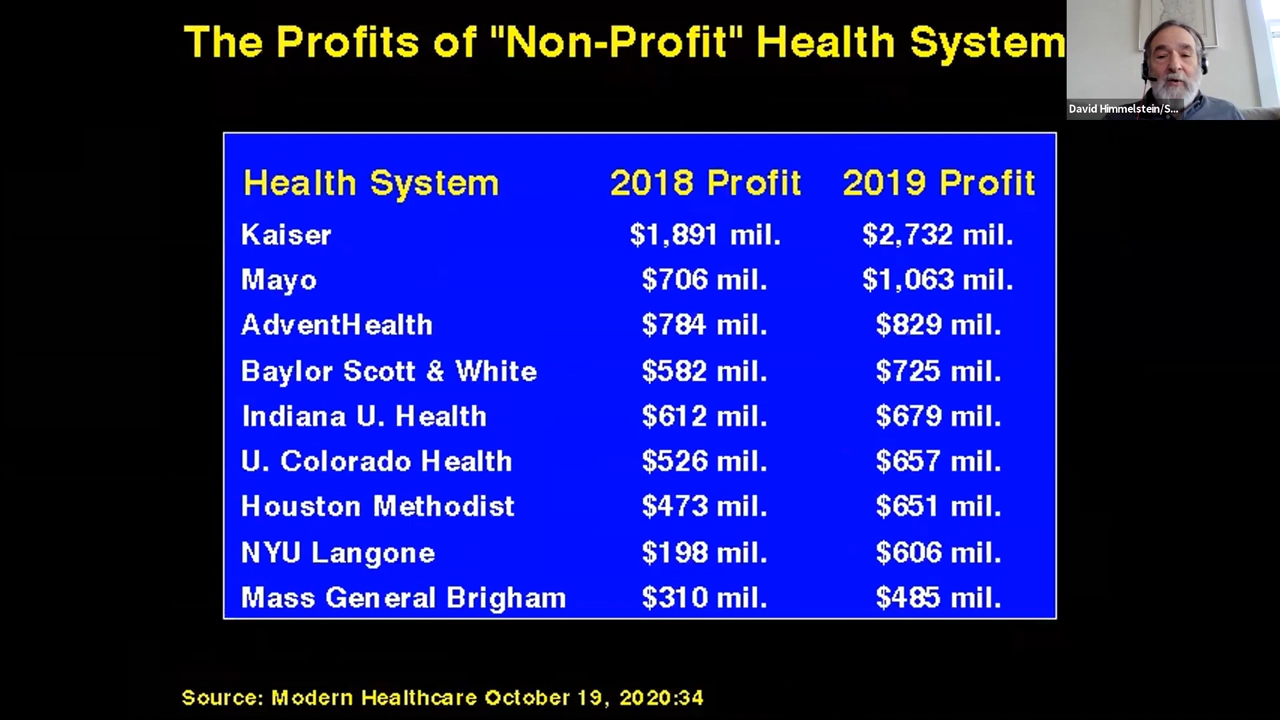 The Profits of "Non-Profit" Health System
David Himmelstein/S...
Health System 2018 Profit 2019 Profit
Kaiser $1,891 mil. $2,732 mil.
Mayo $706 mil. $1,063 mil.
AdventHealth $784 mil. $829 mil.
Baylor Scott & White $582 mil. $725 mil.
Indiana U. Health $612 mil. $679 mil.
U. Colorado Health $526 mil. $657 mil.
Houston Methodist $473 mil. $651 mil.
NYU Langone $198 mil. $606 mil.
Mass General Brigham $310 mil. $485 mil.
Source: Modern Healthcare October 19, 2020:34